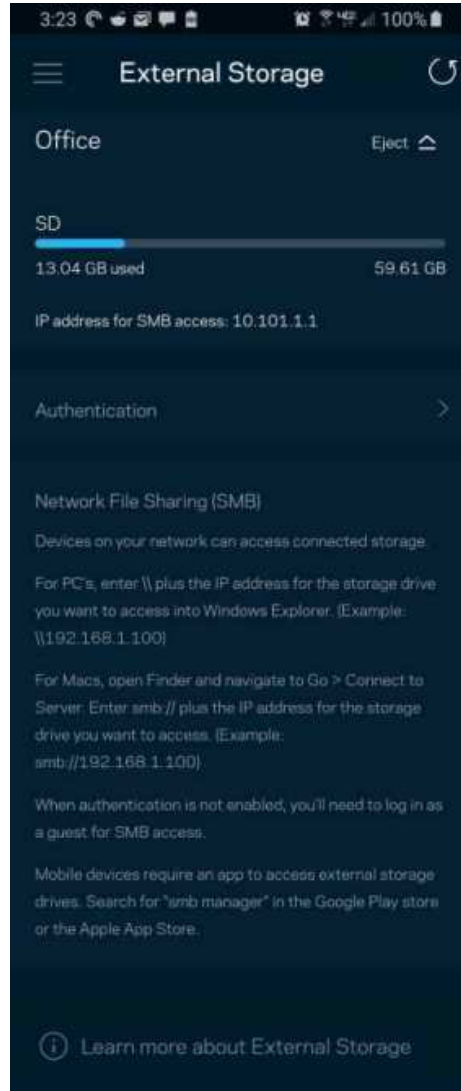 3:23 100%
External Storage
Office Eject
SD
13.04 GB used 59.61 GB
IP address for SMB access: 10.101.1.1
Authentication
Network File Sharing (SMB)
Devices on your network can access connected storage.
For PC's, enter \\ plus the IP address for the storage drive
you want to access into Windows Explorer. (Example:
\\192.168.1.100)
For Macs, open Finder and navigate to Go > Connect to
Server. Enter smb:// plus the IP address for the storage
drive you want to access. (Example:
smb://192.168.1.100)
When authentication is not enabled, you'll need to log in as
a guest for SMB access.
Mobile devices require an app to access external storage
drives. Search for "smb manager" in the Google Play store
or the Apple App Store.
Learn more about External Storage